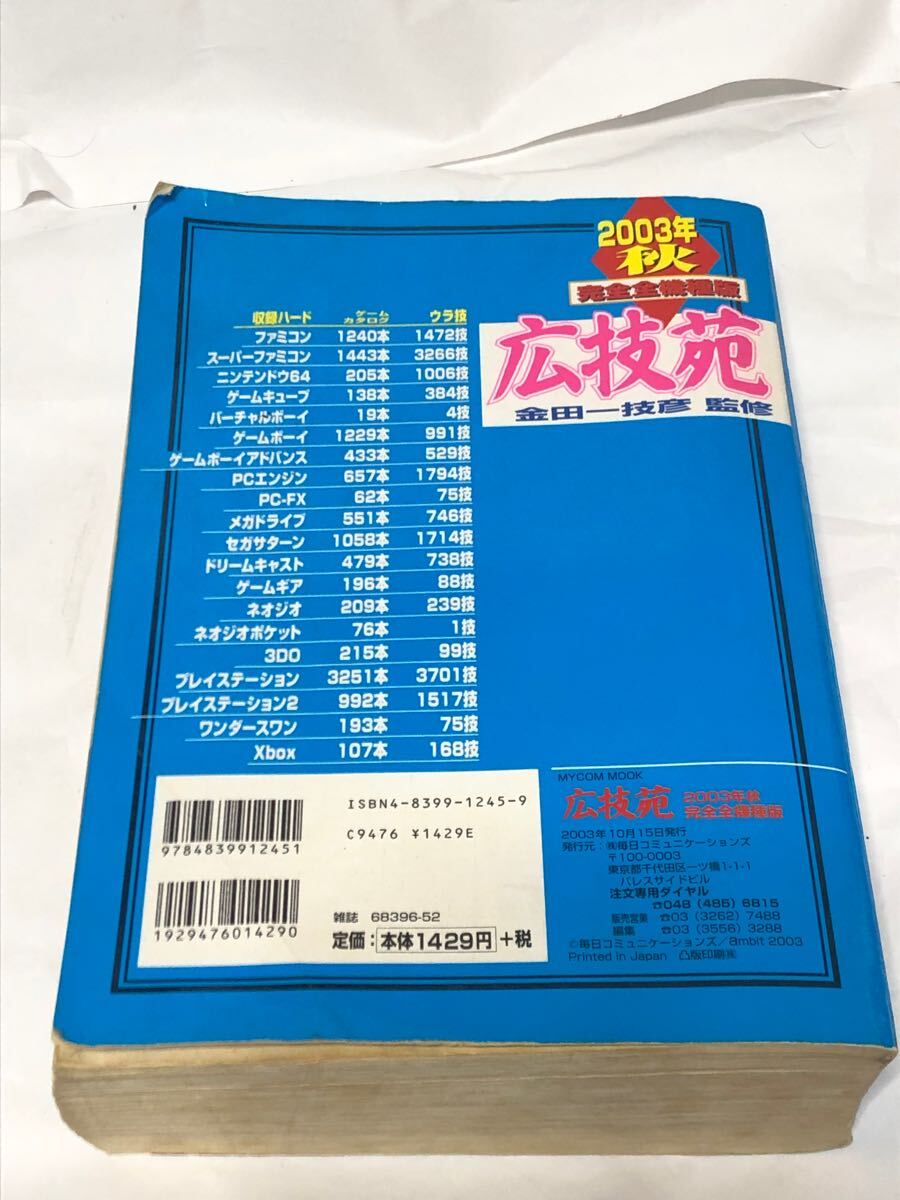 2003年
秋
完全全機種版
広技苑
金田一技彦 監修
収録ハード ゲームカタログ ウラ技
ファミコン 1240本 1472技
スーパーファミコン 1443本 3266技
ニンテンドウ64 205本 1006技
ゲームキューブ 138本 384技
バーチャルボーイ 19本 4技
ゲームボーイ 1229本 991技
ゲームボーイアドバンス 433本 529技
PCエンジン 657本 1794技
PC-FX 62本 75技
メガドライブ 551本 746技
セガサターン 1058本 1714技
ドリームキャスト 479本 738技
ゲームギア 196本 88技
ネオジオ 209本 239技
ネオジオポケット 76本 1技
3DO 215本 99技
プレイステーション 3251本 3701技
プレイステーション2 992本 1517技
ワンダースワン 193本 75技
Xbox 107本 168技
9784839912451
1929476014290
ISBN4-8399-1245-9
C9476 ¥1429E
雑誌 68396-52
定価:本体1429円+税
MYCOM MOOK
広技苑 2003年秋
完全全機種版
2003年10月15日発行
発行元:㈱毎日コミュニケーションズ
〒100-0003
東京都千代田区一ツ橋1-1-1
パレスサイドビル
注文専用ダイヤル
☎048 (485) 6815
販売営業 ☎03 (3262) 7488
編集 ☎03 (3556) 3288
©毎日コミュニケーションズ/8mbit 2003
Printed in Japan 凸版印刷㈱